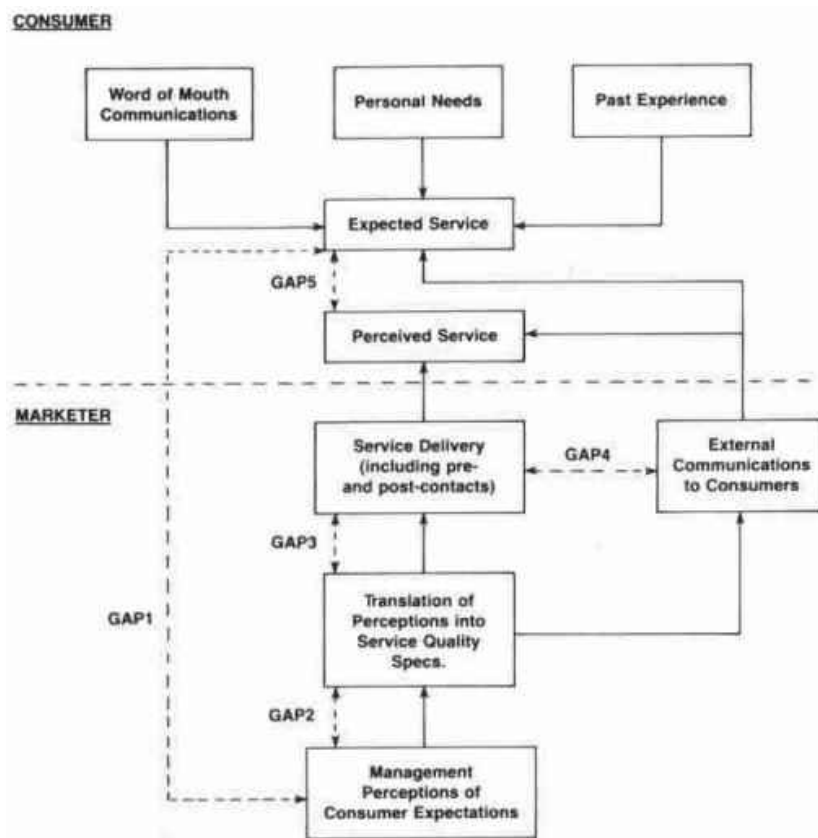 CONSUMER
Word of Mouth
Communications
Personal Needs
Past Experience
Expected Service
GAP5
Perceived Service
MARKETER
Service Delivery
(including pre-
and post-contacts)
GAP4
External
Communications
to Consumers
GAP3
Translation of
Perceptions into
Service Quality
Specs.
GAP1
GAP2
Management
Perceptions of
Consumer Expectations